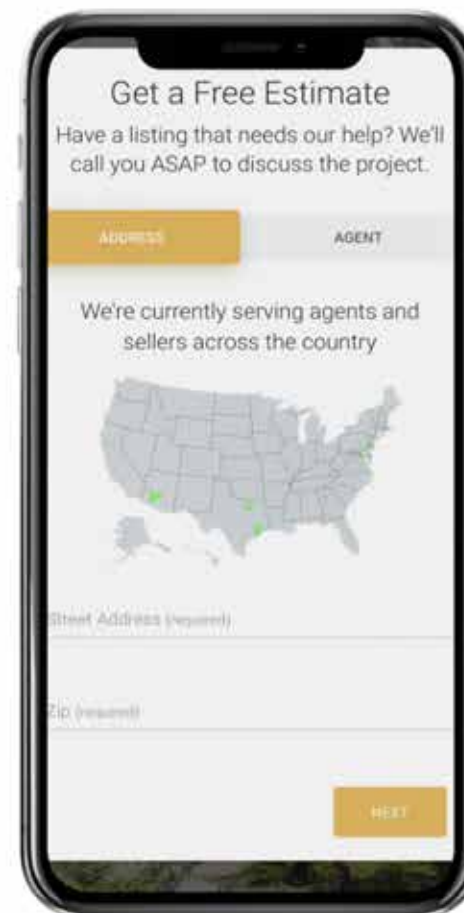 Get a Free Estimate
Have a listing that needs our help? We'll
call you ASAP to discuss the project.
ADDRESS
AGENT
We're currently serving agents and
sellers across the country
Street Address (required)
Zip (required)
NEXT